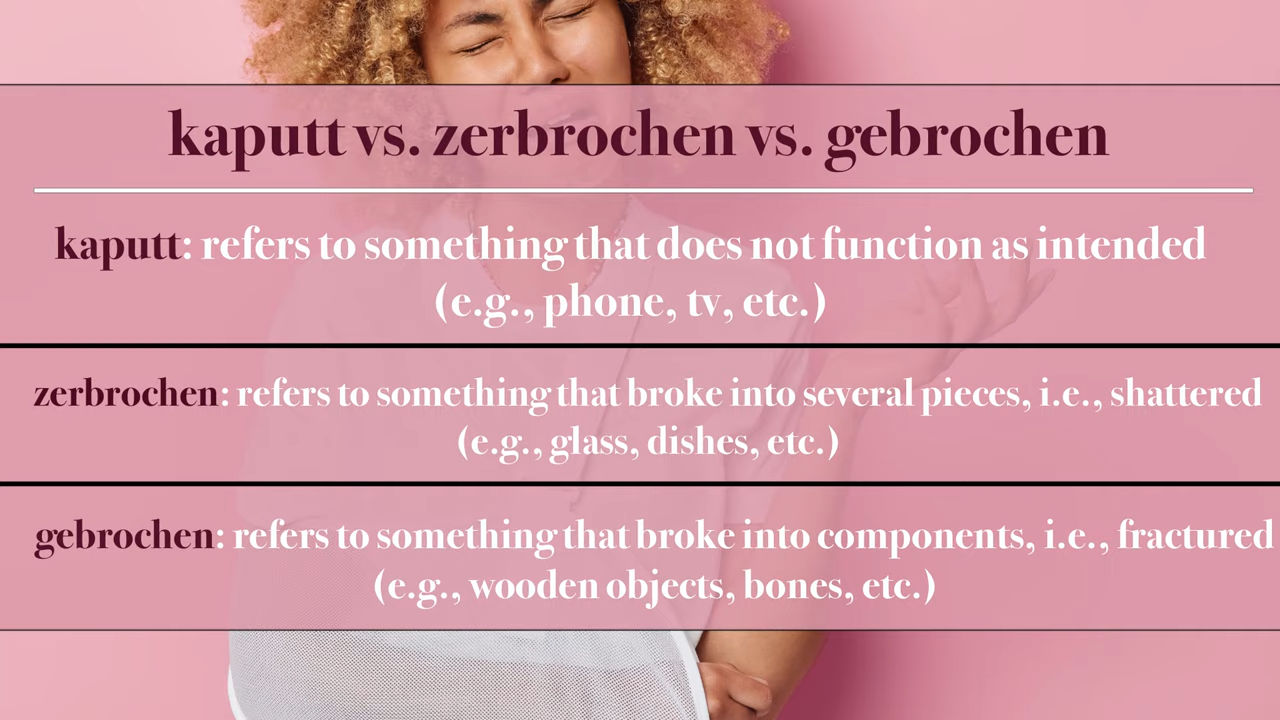 kaputt vs. zerbrochen vs. gebrochen
kaputt: refers to something that does not function as intended
(e.g., phone, tv, etc.)
zerbrochen: refers to something that broke into several pieces, i.e., shattered
(e.g., glass, dishes, etc.)
gebrochen: refers to something that broke into components, i.e., fractured
(e.g., wooden objects, bones, etc.)